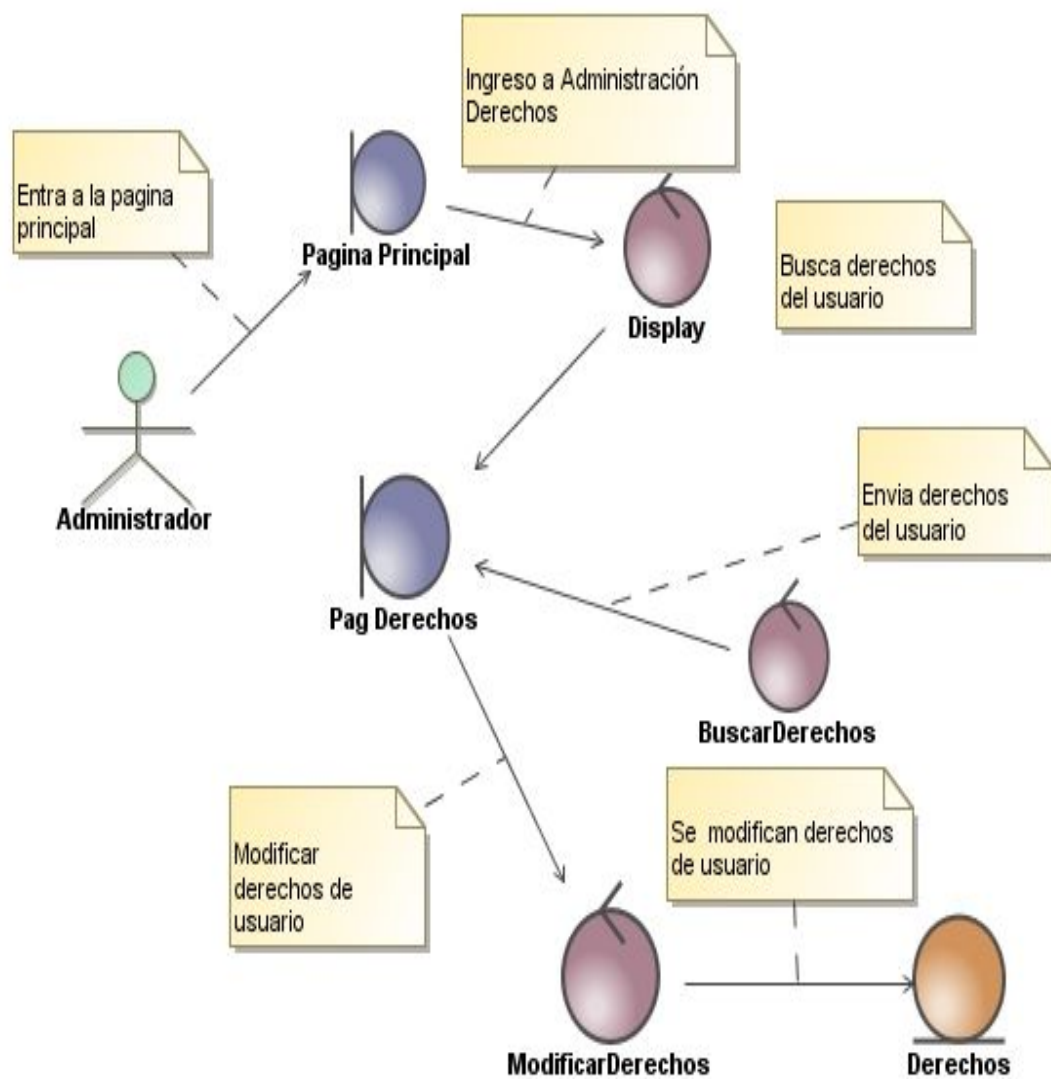 Ingreso a Administración
Derechos
Entra a la pagina
principal
Pagina Principal
Busca derechos
del usuario
Display
Administrador
Envia derechos
del usuario
Pag Derechos
BuscarDerechos
Modificar
derechos de
usuario
Se modifican derechos
de usuario
ModificarDerechos
Derechos